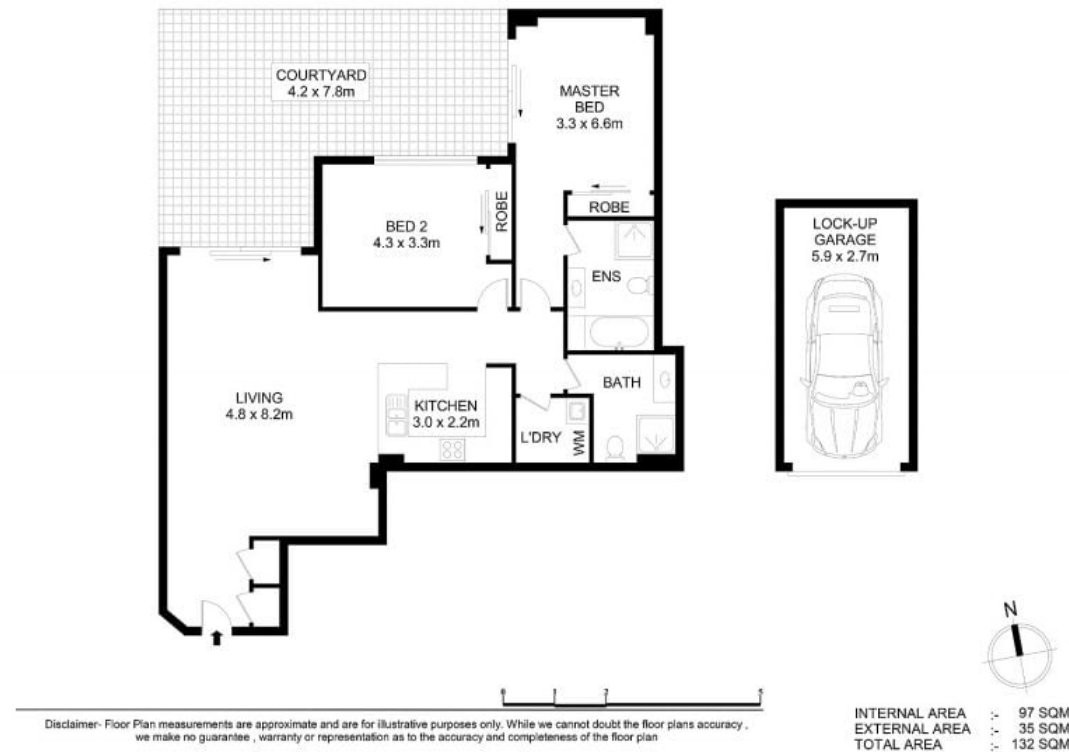 COURTYARD
4.2 x 7.8m
MASTER
BED
3.3 x 6.6m
ROBE
BED 2
4.3 x 3.3m
ROBE
ENS
LOCK-UP
GARAGE
5.9 x 2.7m
LIVING
4.8 x 8.2m
KITCHEN
3.0 x 2.2m
BATH
L'DRY
WM
N
0 1 2 5
Disclaimer- Floor Plan measurements are approximate and are for illustrative purposes only. While we cannot doubt the floor plans accuracy ,
we make no guarantee , warranty or representation as to the accuracy and completeness of the floor plan
INTERNAL AREA :- 97 SQM
EXTERNAL AREA :- 35 SQM
TOTAL AREA :- 132 SQM